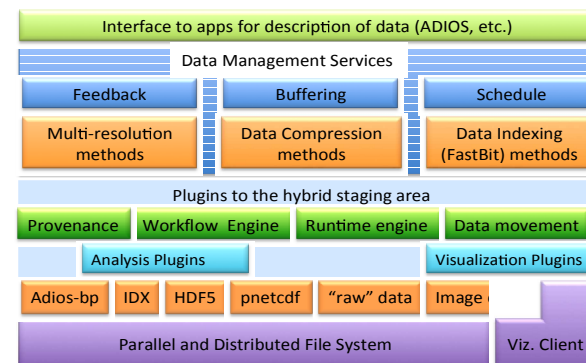 Interface to apps for description of data (ADIOS, etc.)
Data Management Services
Feedback
Buffering
Schedule
Multi-resolution
methods
Data Compression
methods
Data Indexing
(FastBit) methods
Plugins to the hybrid staging area
Provenance
Workflow Engine
Runtime engine
Data movement
Analysis Plugins
Visualization Plugins
Adios-bp
IDX
HDF5
pnetcdf
“raw” data
Image
Parallel and Distributed File System
Viz. Client